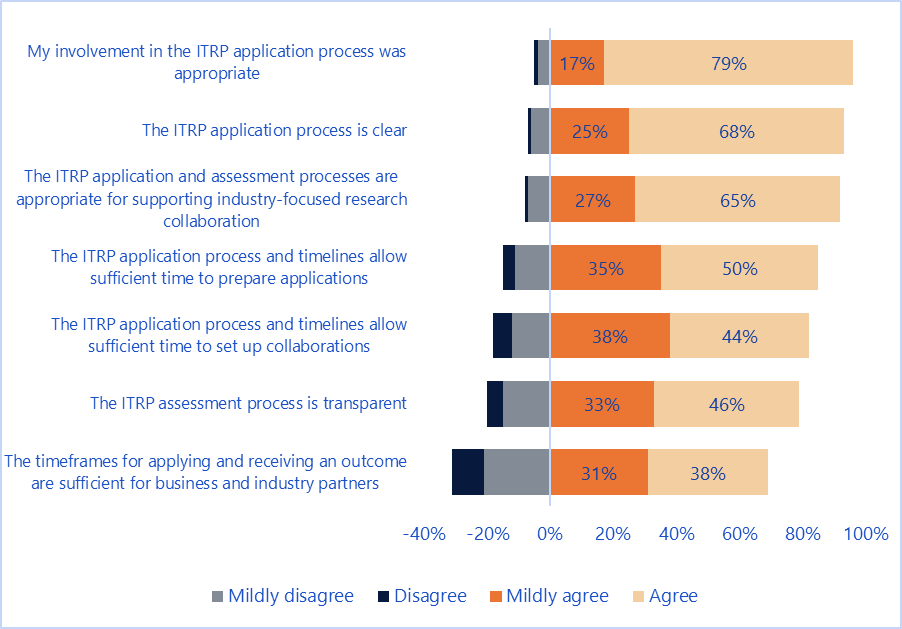 My involvement in the ITRP application process was
appropriate
17%
79%
The ITRP application process is clear
25%
68%
The ITRP application and assessment processes are
appropriate for supporting industry-focused research
collaboration
27%
65%
The ITRP application process and timelines allow
sufficient time to prepare applications
35%
50%
The ITRP application process and timelines allow
sufficient time to set up collaborations
38%
44%
The ITRP assessment process is transparent
33%
46%
The timeframes for applying and receiving an outcome
are sufficient for business and industry partners
31%
38%
-40% -20% 0% 20% 40% 60% 80% 100%
Mildly disagree Disagree Mildly agree Agree